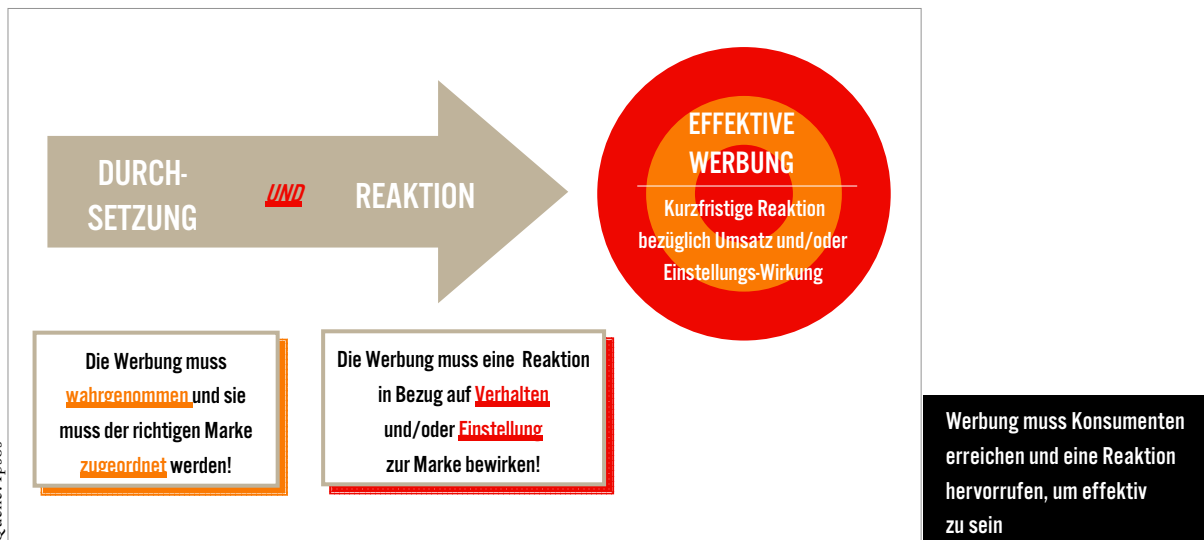 DURCH-
SETZUNG
UND
REAKTION
EFFEKTIVE
WERBUNG
Kurzfristige Reaktion
bezüglich Umsatz und/oder
Einstellungs-Wirkung
Die Werbung muss
wahrgenommen und sie
muss der richtigen Marke
zugeordnet werden!
Die Werbung muss eine Reaktion
in Bezug auf Verhalten
und/oder Einstellung
zur Marke bewirken!
Werbung muss Konsumenten
erreichen und eine Reaktion
hervorrufen, um effektiv
zu sein